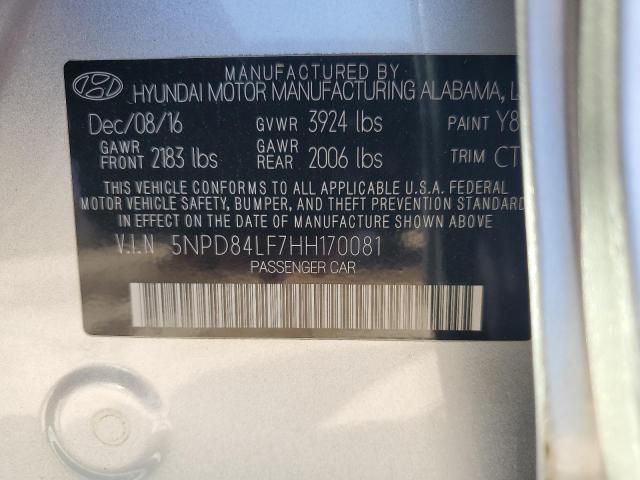 MANUFACTURED BY
HYUNDAI MOTOR MANUFACTURING ALABAMA, L
Dec/08/16 GVWR 3924 lbs PAINT Y8
GAWR FRONT 2183 lbs GAWR REAR 2006 lbs TRIM CT
THIS VEHICLE CONFORMS TO ALL APPLICABLE U.S.A. FEDERAL
MOTOR VEHICLE SAFETY, BUMPER, AND THEFT PREVENTION STANDARD
IN EFFECT ON THE DATE OF MANUFACTURE SHOWN ABOVE.
V.I.N 5NPD84LF7HH170081
PASSENGER CAR